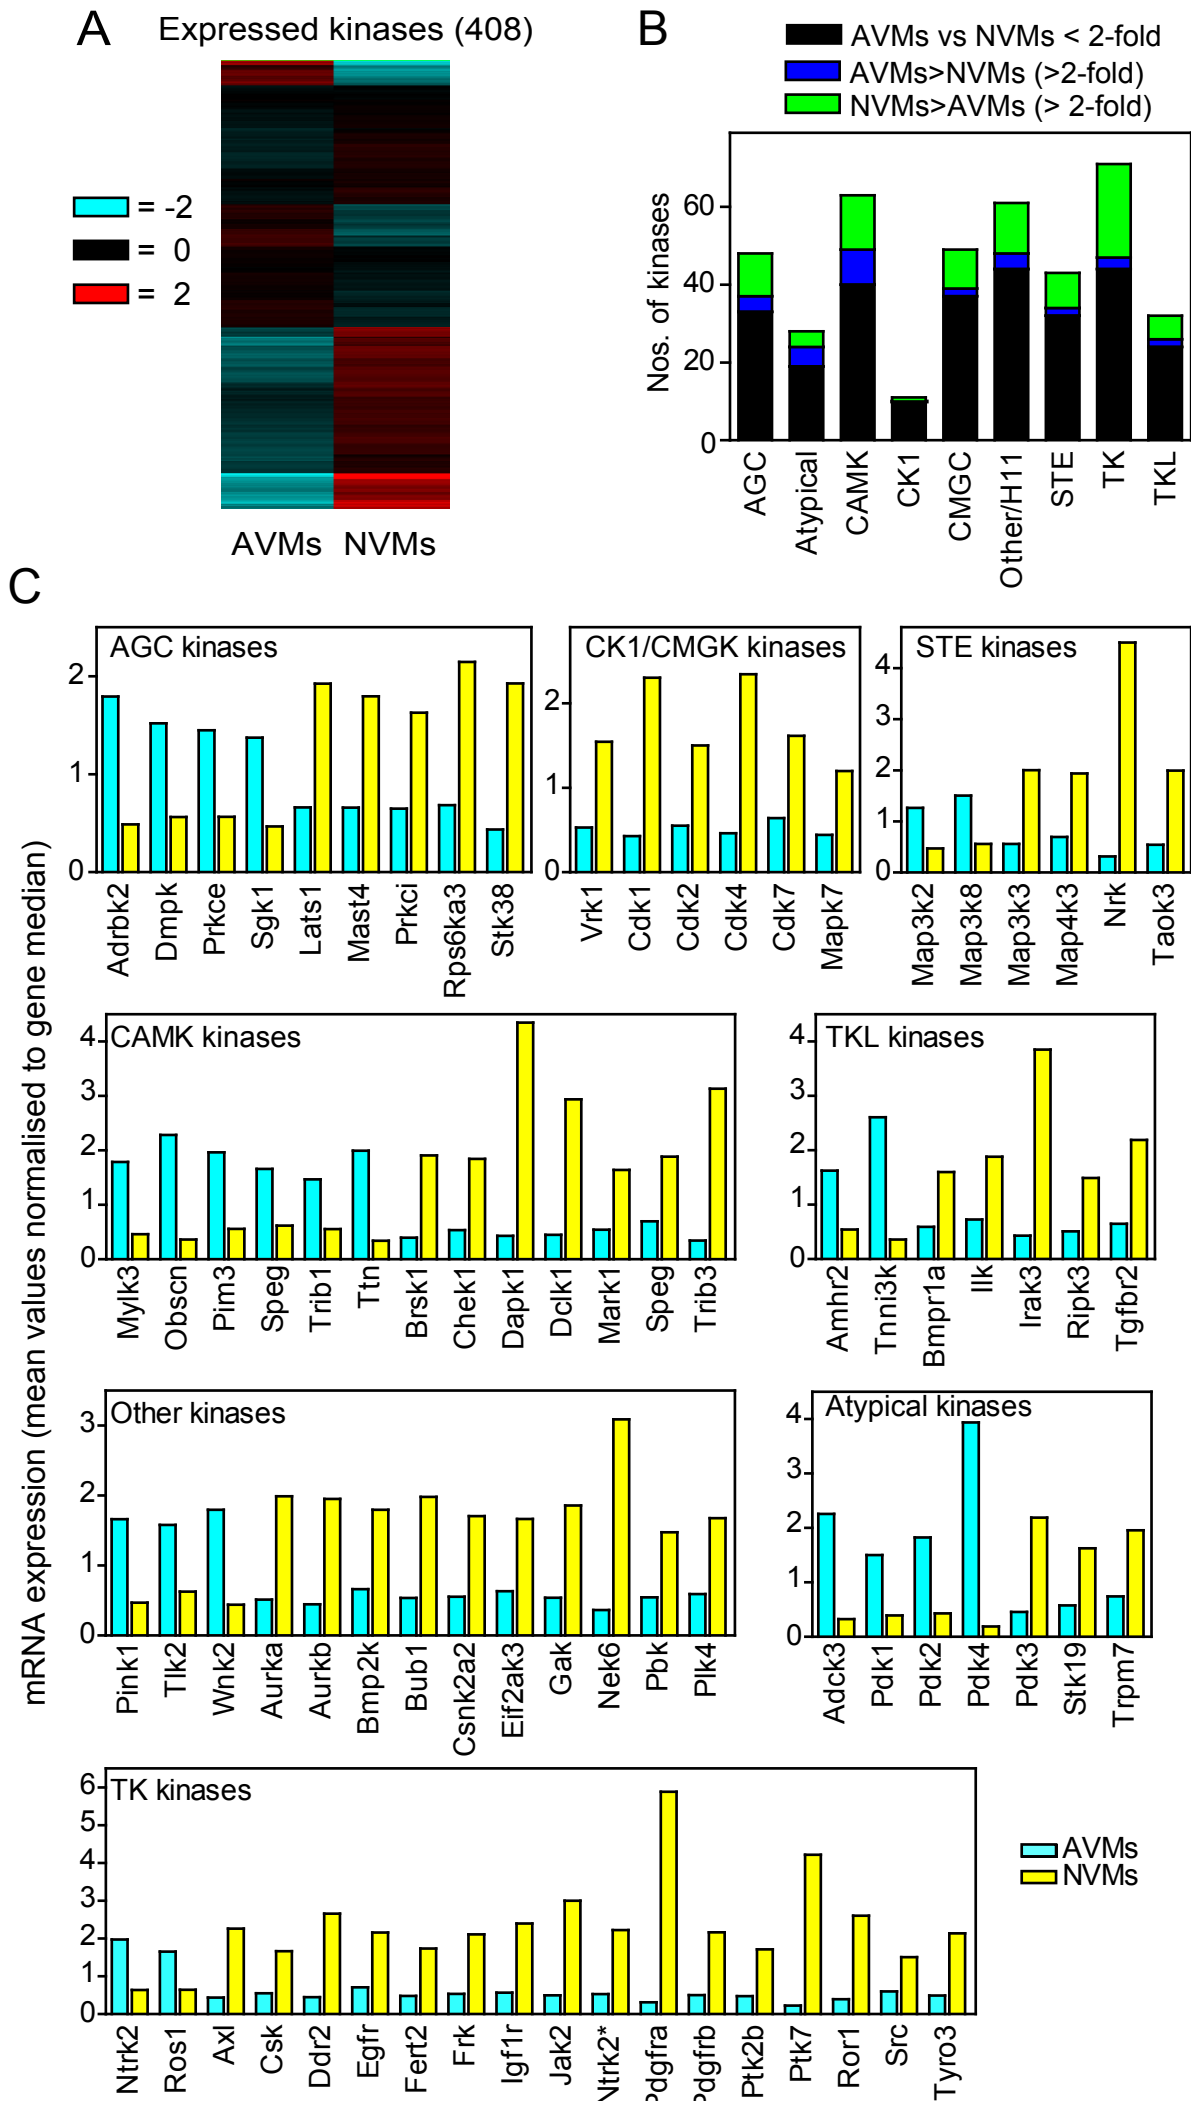 A
Expressed kinases (408)
= -2
= 0
= 2
AVMs NVMs
B
AVMs vs NVMs < 2-fold
AVMs>NVMs (>2-fold)
NVMs>AVMs (> 2-fold)
Nos. of kinases
60
40
20
0
AGC
Atypical
CAMK
CK1
CMGC
Other/H11
STE
TK
TKL
C
mRNA expression (mean values normalised to gene median)
AGC kinases
2
1
0
Adrbk2
Dmpk
Prkce
Sgk1
Lats1
Mast4
Prkci
Rps6ka3
Stk38
CK1/CMGK kinases
2
1
0
Vrk1
Cdk1
Cdk2
Cdk4
Cdk7
Mapk7
STE kinases
4
3
2
1
0
Map3k2
Map3k8
Map3k3
Map4k3
Nrk
Taok3
CAMK kinases
4
3
2
1
0
Mylk3
Obscn
Pim3
Speg
Trib1
Ttn
Brsk1
Chek1
Dapk1
Dclk1
Mark1
Speg
Trib3
TKL kinases
4
3
2
1
0
Amhr2
Tnni3k
Bmpr1a
Ilk
Irak3
Ripk3
Tgfbr2
Other kinases
3
2
1
0
Pink1
Tlk2
Wnk2
Aurka
Aurkb
Bmp2k
Bub1
Csnk2a2
Eif2ak3
Gak
Nek6
Pbk
Plk4
Atypical kinases
4
3
2
1
0
Adck3
Pdk1
Pdk2
Pdk4
Pdk3
Stk19
Trpm7
TK kinases
6
5
4
3
2
1
0
Ntrk2
Ros1
Axl
Csk
Ddr2
Egfr
Fert2
Frk
Igf1r
Jak2
Ntrk2*
Pdgfra
Pdgfrb
Ptk2b
Ptk7
Ror1
Src
Tyro3
AVMs
NVMs